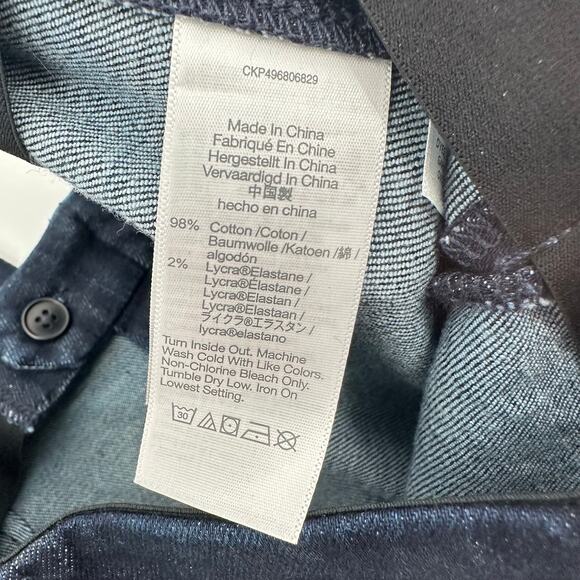 CKP496806829
Made In China
Fabriqué En Chine
Hergestellt In China
Vervaardigd In China
中国製
hecho en china
98% Cotton /Coton /
Baumwolle /Katoen /綿 /
algodón
2% Lycra®Elastane /
Lycra®Élastane /
Lycra®Elastan /
Lycra®Elastaan /
ライクラ®エラスタン /
lycra®elastano
Turn Inside Out. Machine
Wash Cold With Like Colors.
Non-Chlorine Bleach Only.
Tumble Dry Low. Iron On
Lowest Setting.
30